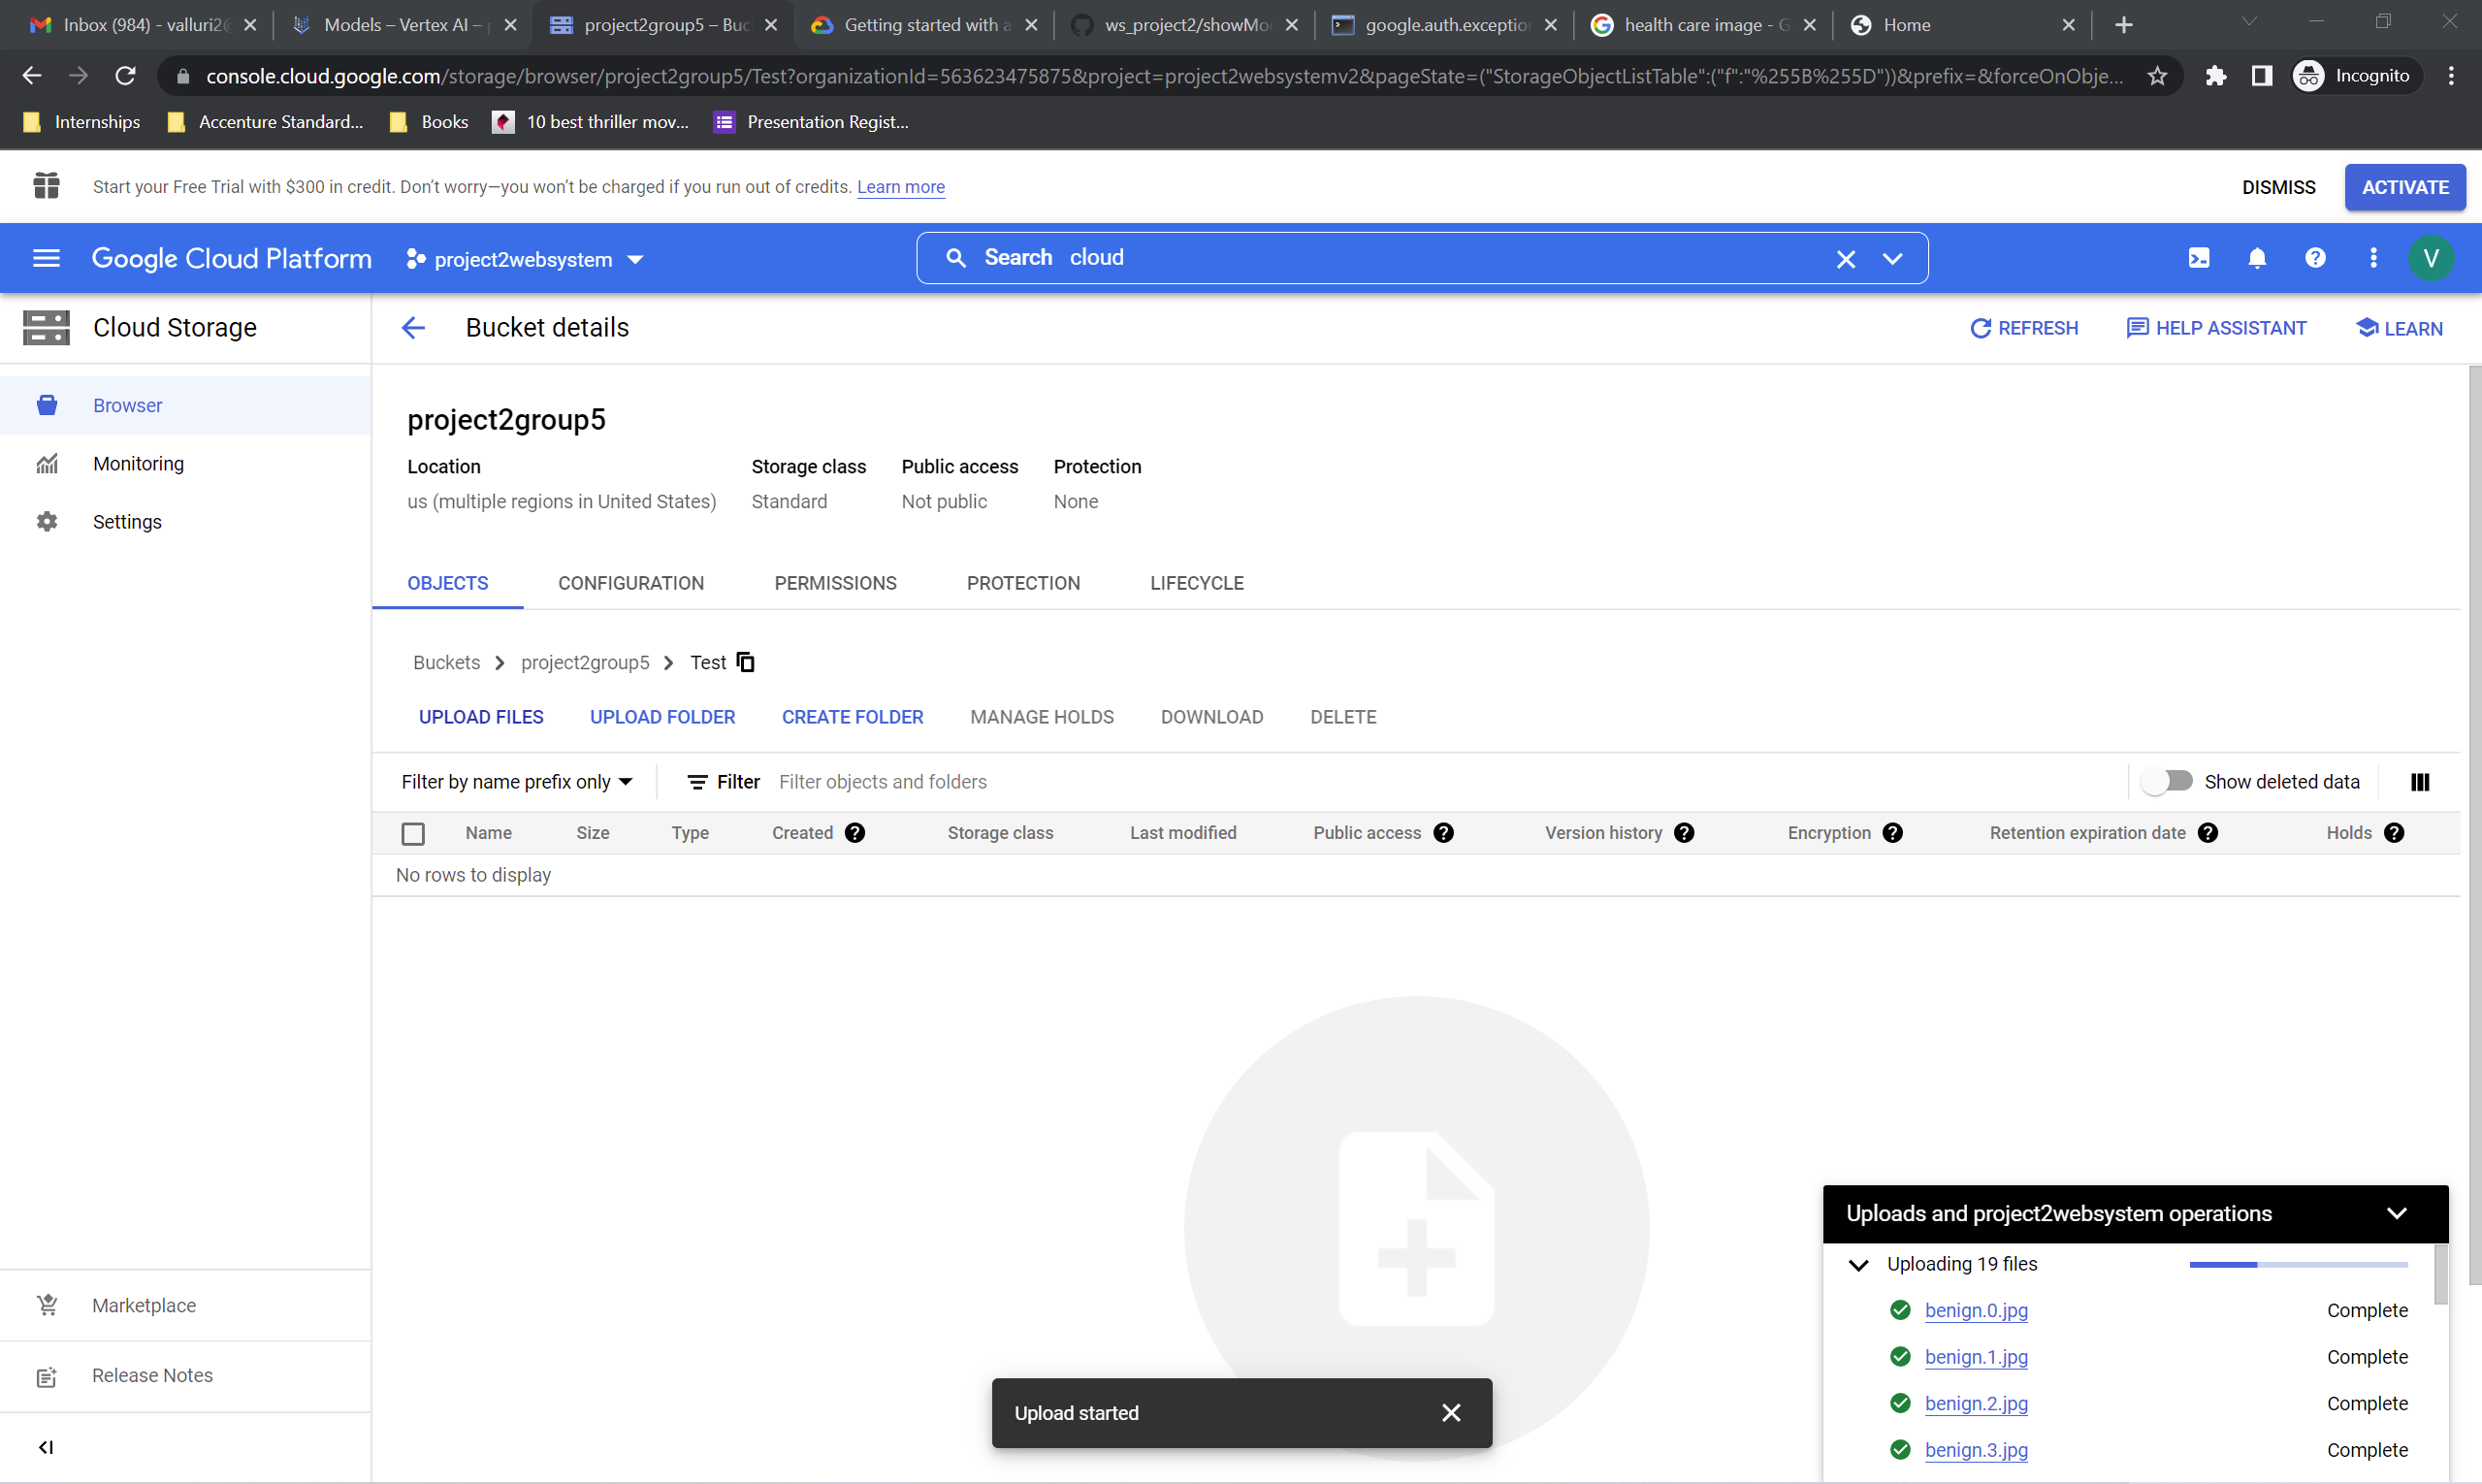 Inbox (984) - valluri2@
Models – Vertex AI –
project2group5 – Buc
Getting started with a
ws_project2/showMo
google.auth.exception
health care image - G
Home
console.cloud.google.com/storage/browser/project2group5/Test?organizationId=563623475875&project=project2websystemv2&pageState=("StorageObjectListTable":("f":"%255B%255D"))&prefix=&forceOnObje...
Incognito
Internships
Accenture Standard...
Books
10 best thriller mov...
Presentation Regist...
Start your Free Trial with $300 in credit. Don't worry—you won't be charged if you run out of credits. Learn more
DISMISS
ACTIVATE
Google Cloud Platform
project2websystem
Search cloud
V
Cloud Storage
Bucket details
REFRESH
HELP ASSISTANT
LEARN
Browser
Monitoring
Settings
project2group5
Location Storage class Public access Protection
us (multiple regions in United States) Standard Not public None
OBJECTS CONFIGURATION PERMISSIONS PROTECTION LIFECYCLE
Buckets > project2group5 > Test
UPLOAD FILES UPLOAD FOLDER CREATE FOLDER MANAGE HOLDS DOWNLOAD DELETE
Filter by name prefix only Filter Filter objects and folders Show deleted data
Name Size Type Created Storage class Last modified Public access Version history Encryption Retention expiration date Holds
No rows to display
Marketplace
Release Notes
Upload started
Uploads and project2websystem operations
Uploading 19 files
benign.0.jpg Complete
benign.1.jpg Complete
benign.2.jpg Complete
benign.3.jpg Complete